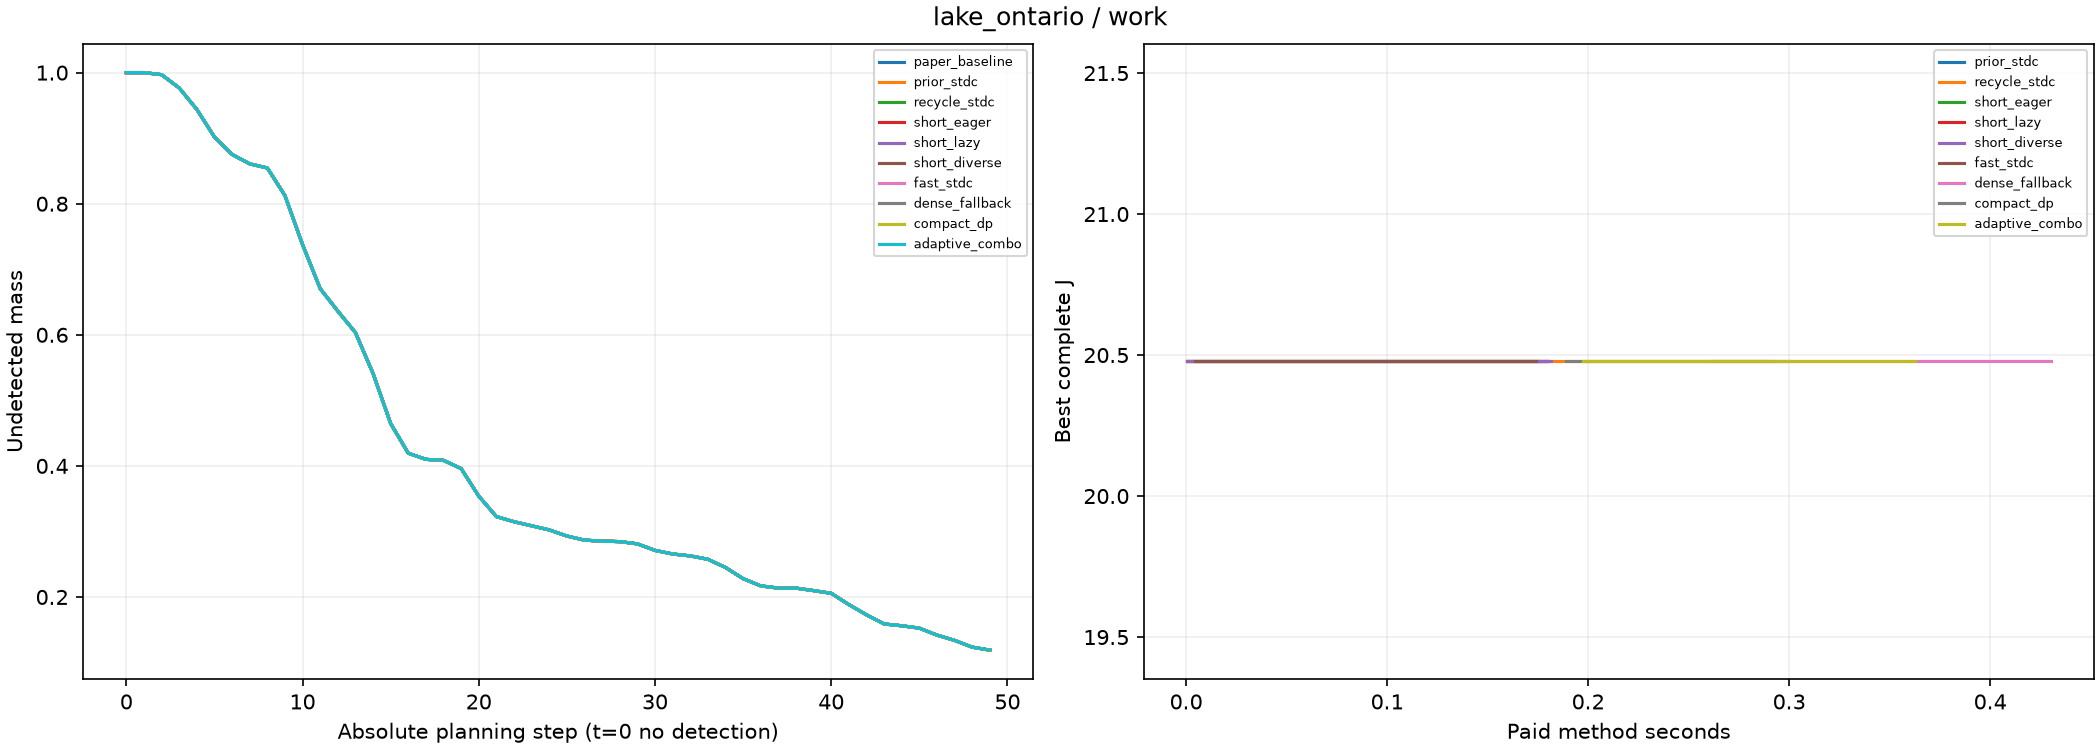 lake_ontario / work
1.0
0.8
0.6
0.4
0.2
0
10
20
30
40
50
Undetected mass
Absolute planning step (t=0 no detection)
paper_baseline
prior_stdc
recycle_stdc
short_eager
short_lazy
short_diverse
fast_stdc
dense_fallback
compact_dp
adaptive_combo
21.5
21.0
20.5
20.0
19.5
0.0
0.1
0.2
0.3
0.4
Best complete J
Paid method seconds
prior_stdc
recycle_stdc
short_eager
short_lazy
short_diverse
fast_stdc
dense_fallback
compact_dp
adaptive_combo